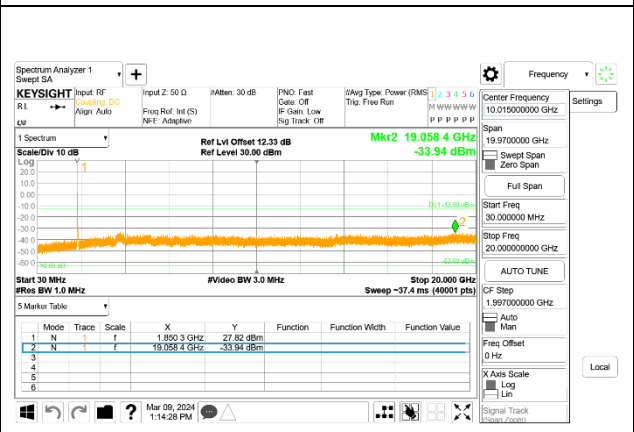 Spectrum Analyzer 1
Swept SA
+
Frequency
KEYSIGHT
RL
Input: RF
Coupling: DC
Align: Auto
Input Z: 50 Ω
Freq Ref: Int (S)
NFE: Adaptive
#Atten: 30 dB
PNO: Fast
Gate: Off
IF Gain: Low
Sig Track: Off
#Avg Type: Power (RMS
Trig: Free Run
1 2 3 4 5 6
M W W W W W
P P P P P P
Settings
Center Frequency
10.015000000 GHz
Span
19.9700000 GHz
Swept Span
Zero Span
Full Span
Start Freq
30.000000 MHz
Stop Freq
20.000000000 GHz
AUTO TUNE
CF Step
1.997000000 GHz
Auto
Man
Freq Offset
0 Hz
X Axis Scale
Log
Lin
Signal Track
(Span Zoom)
Local
1 Spectrum
Scale/Div 10 dB
Log
Ref Lvl Offset 12.33 dB
Ref Level 30.00 dBm
Mkr2 19.058 4 GHz
-33.94 dBm
20.0
10.0
0.00
-10.0
-20.0
-30.0
-40.0
-50.0
-60.0
1
2
Start 30 MHz
#Res BW 1.0 MHz
#Video BW 3.0 MHz
Stop 20.000 GHz
Sweep ~37.4 ms (40001 pts)
5 Marker Table
Mode Trace Scale X Y Function Function Width Function Value
1 N 1 f 1.850 3 GHz 27.82 dBm
2 N 1 f 19.058 4 GHz -33.94 dBm
3
4
5
6
?
Mar 09, 2024
1:14:28 PM